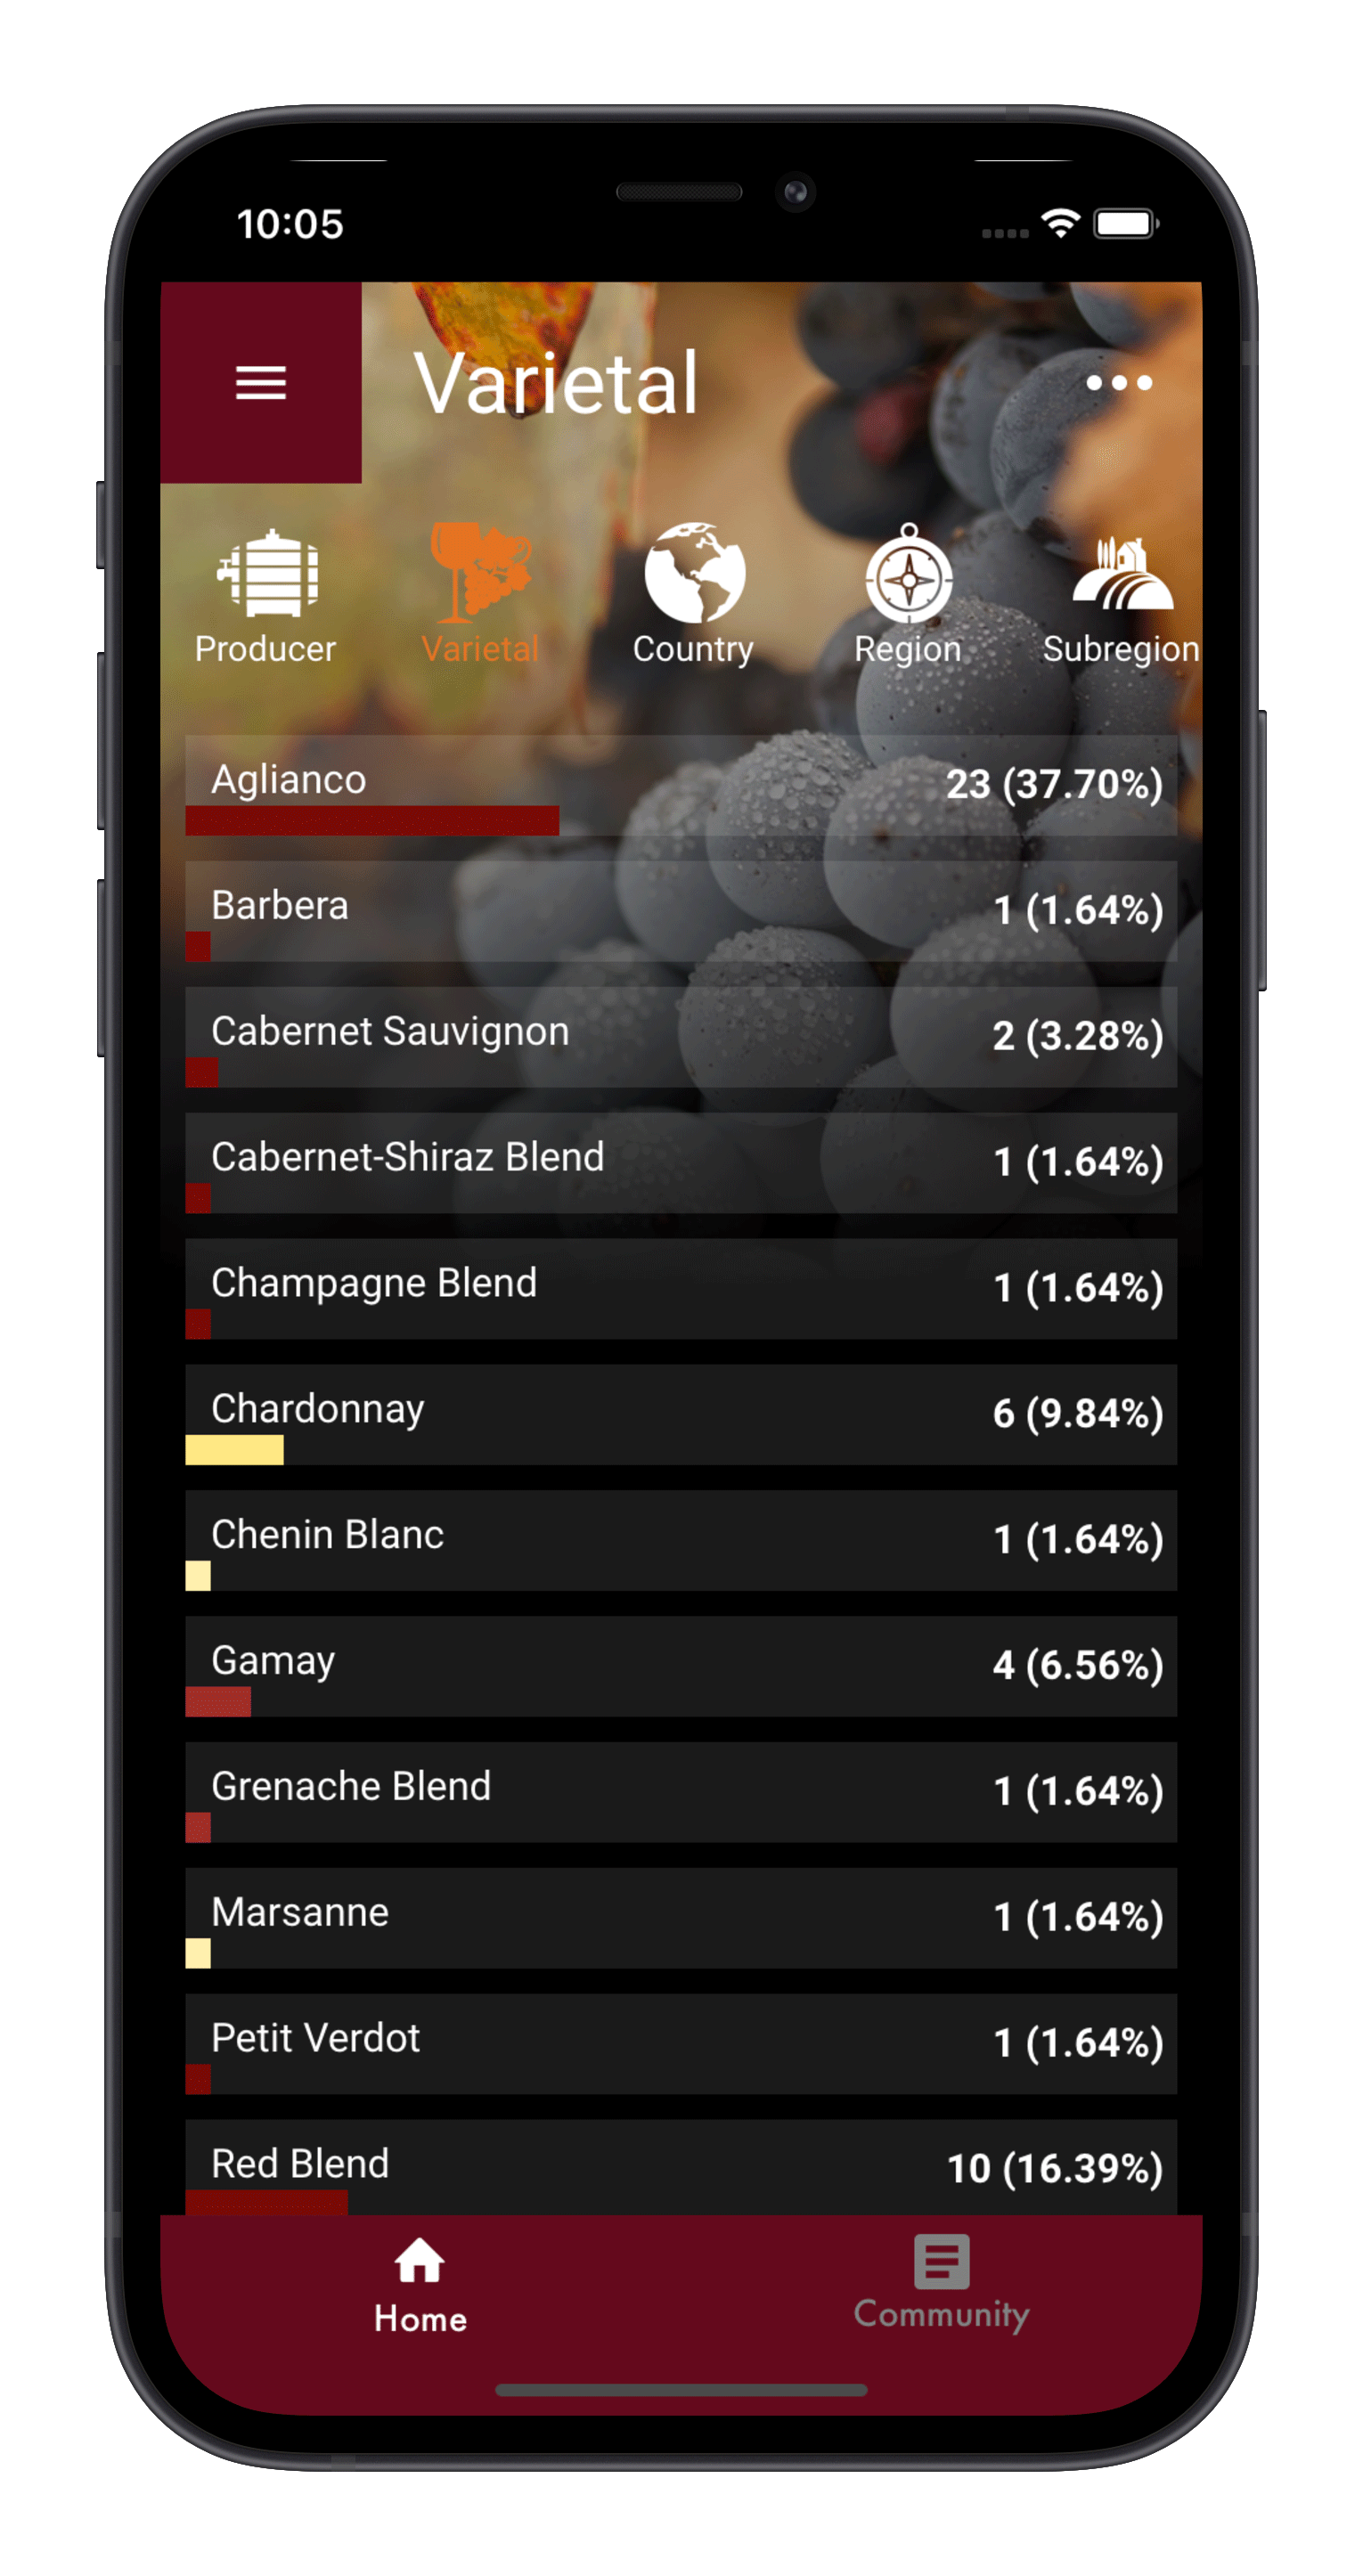 10:05
Varietal
Producer Varietal Country Region Subregion
Aglianco 23 (37.70%)
Barbera 1 (1.64%)
Cabernet Sauvignon 2 (3.28%)
Cabernet-Shiraz Blend 1 (1.64%)
Champagne Blend 1 (1.64%)
Chardonnay 6 (9.84%)
Chenin Blanc 1 (1.64%)
Gamay 4 (6.56%)
Grenache Blend 1 (1.64%)
Marsanne 1 (1.64%)
Petit Verdot 1 (1.64%)
Red Blend 10 (16.39%)
Home Community